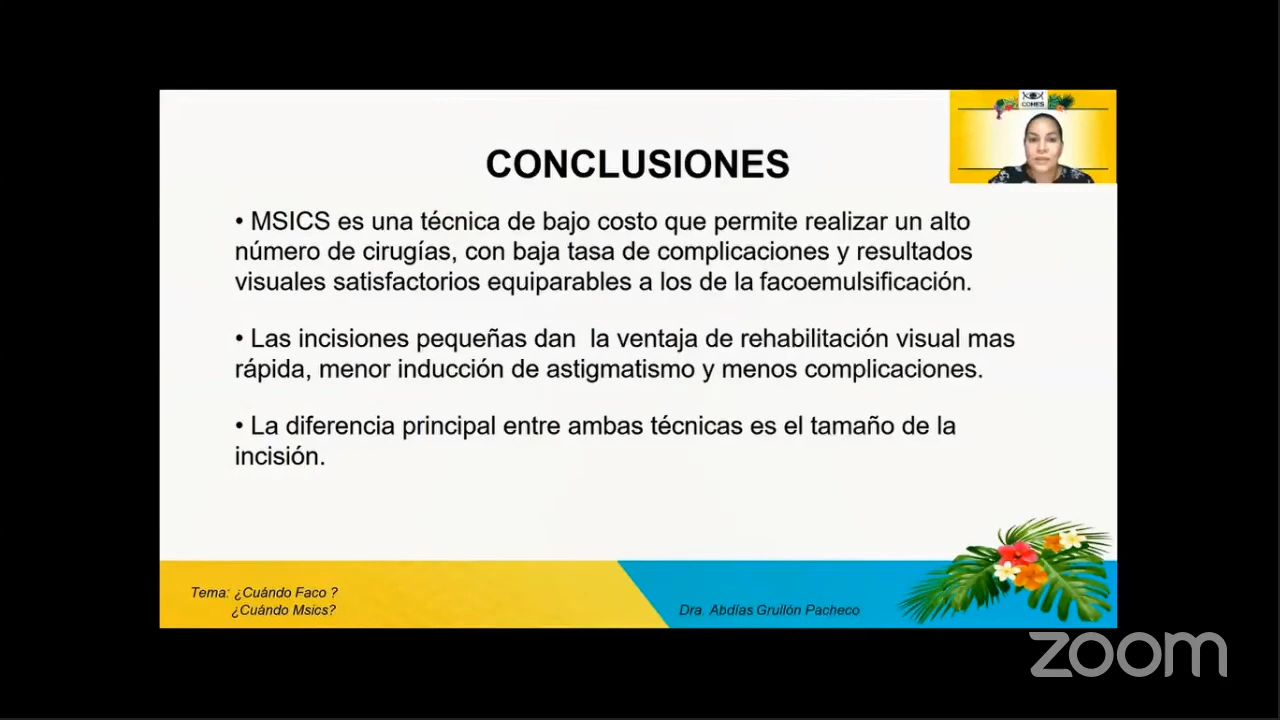 COHES
CONCLUSIONES
• MSICS es una técnica de bajo costo que permite realizar un alto
número de cirugías, con baja tasa de complicaciones y resultados
visuales satisfactorios equiparables a los de la facoemulsificación.
• Las incisiones pequeñas dan  la ventaja de rehabilitación visual mas
rápida, menor inducción de astigmatismo y menos complicaciones.
• La diferencia principal entre ambas técnicas es el tamaño de la
incisión.
Tema: ¿Cuándo Faco ?
¿Cuándo Msics?
Dra. Abdías Grullón Pacheco
zoom